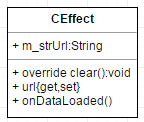 CEffect
+ m_strUrl:String
+ override clear():void
+ url{get,set}
+ onDataLoaded()